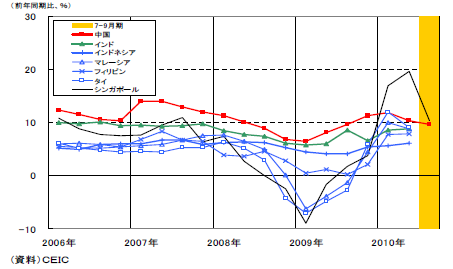 (前年同期比、%)
7-9月期
中国
インド
インドネシア
マレーシア
フィリピン
タイ
シンガポール
30
20
10
0
-10
2006年 2007年 2008年 2009年 2010年
(資料)CEIC